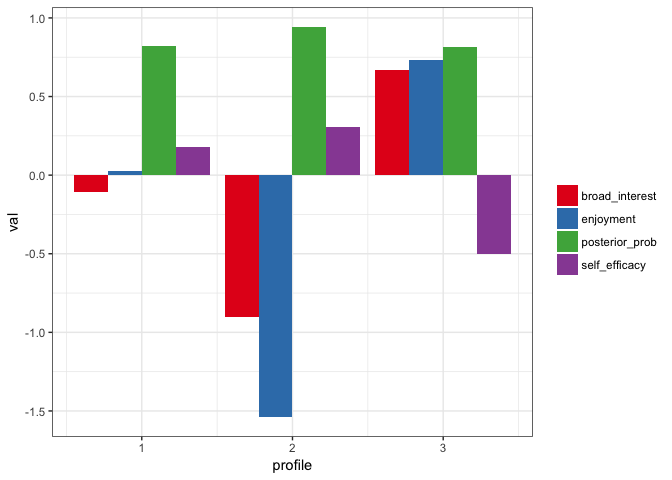 1.0
0.5
0.0
-0.5
-1.0
-1.5
val
1
2
3
profile
broad_interest
enjoyment
posterior_prob
self_efficacy